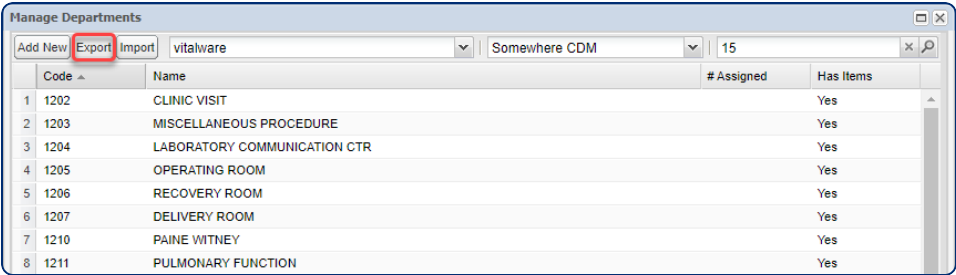 Manage Departments
Add New Export Import vitalware Somewhere CDM 15
Code Name # Assigned Has Items
1 1202 CLINIC VISIT Yes
2 1203 MISCELLANEOUS PROCEDURE Yes
3 1204 LABORATORY COMMUNICATION CTR Yes
4 1205 OPERATING ROOM Yes
5 1206 RECOVERY ROOM Yes
6 1207 DELIVERY ROOM Yes
7 1210 PAINE WITNEY Yes
8 1211 PULMONARY FUNCTION Yes